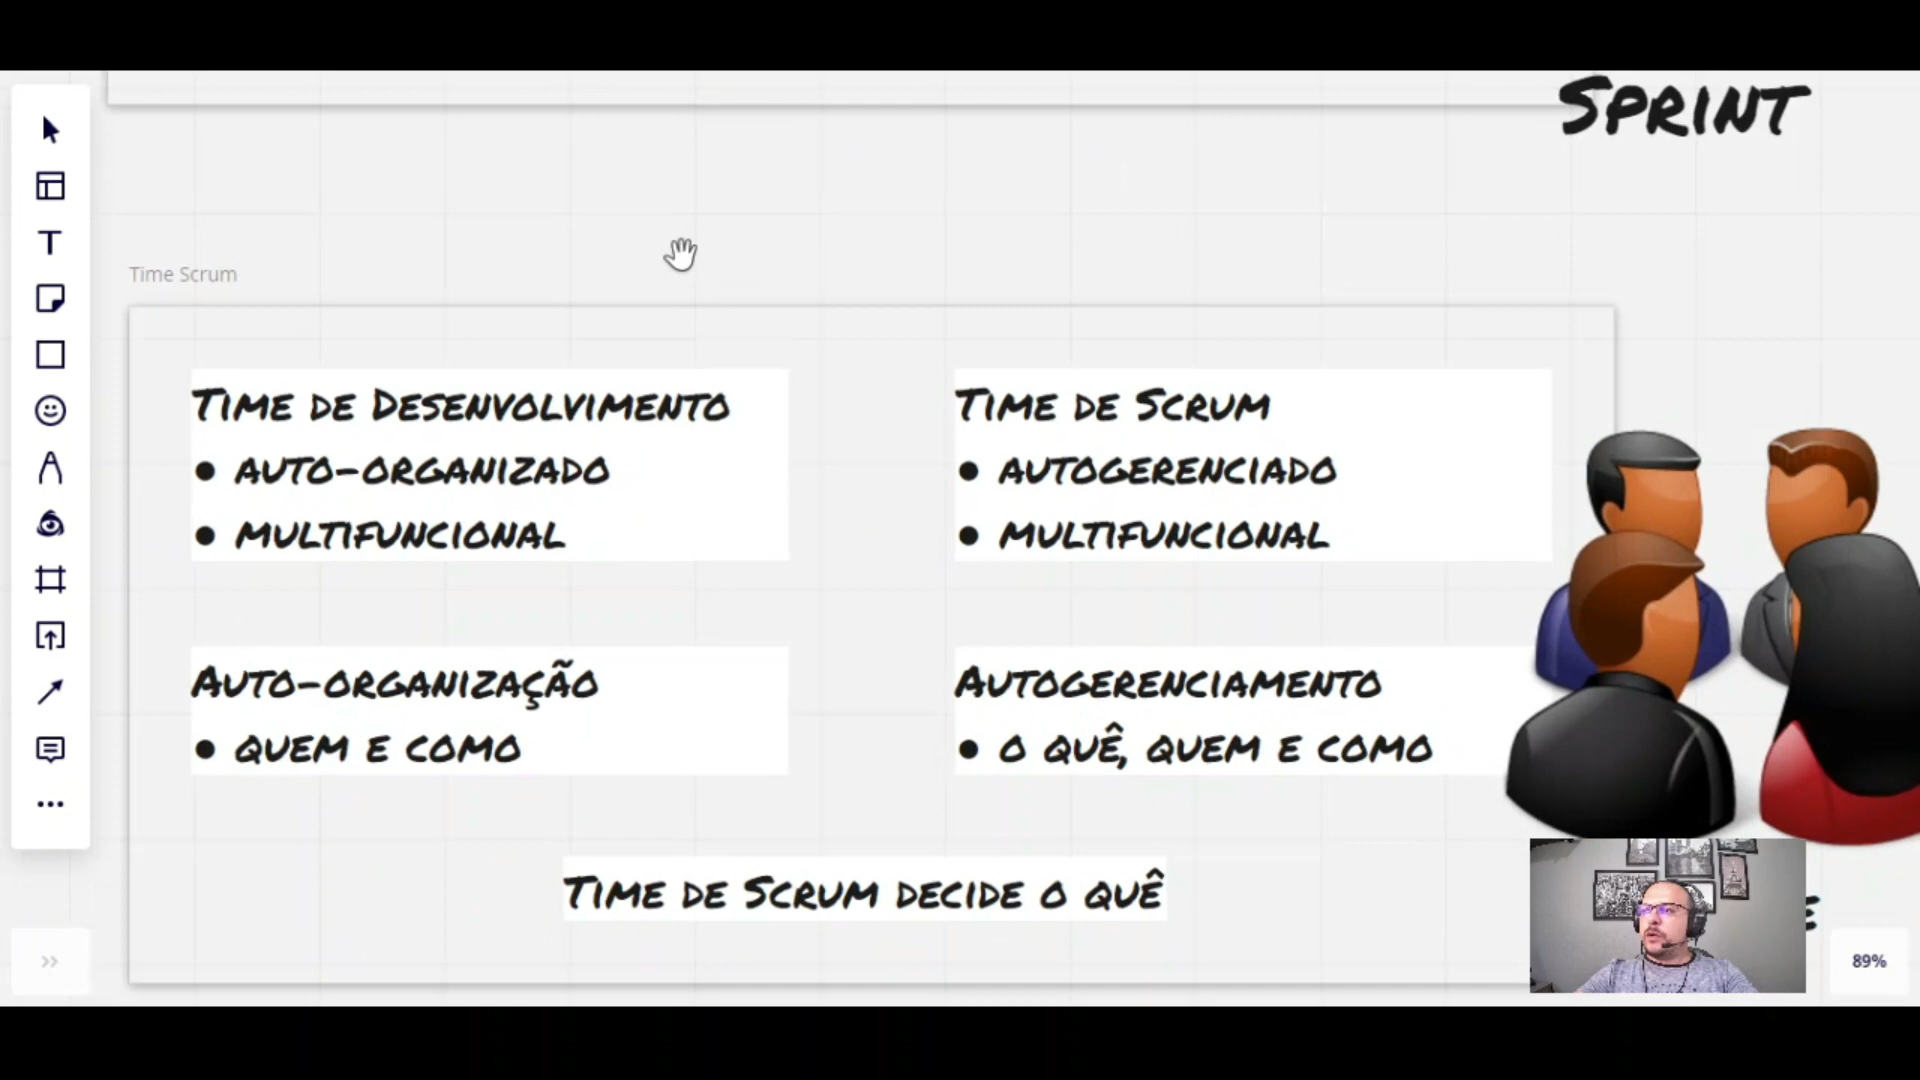 Sprint
Time Scrum
Time de Desenvolvimento
• auto-organizado
• multifuncional
Time de Scrum
• autogerenciado
• multifuncional
Auto-organização
• quem e como
Autogerenciamento
• o quê, quem e como
Time de Scrum decide o quê
89%